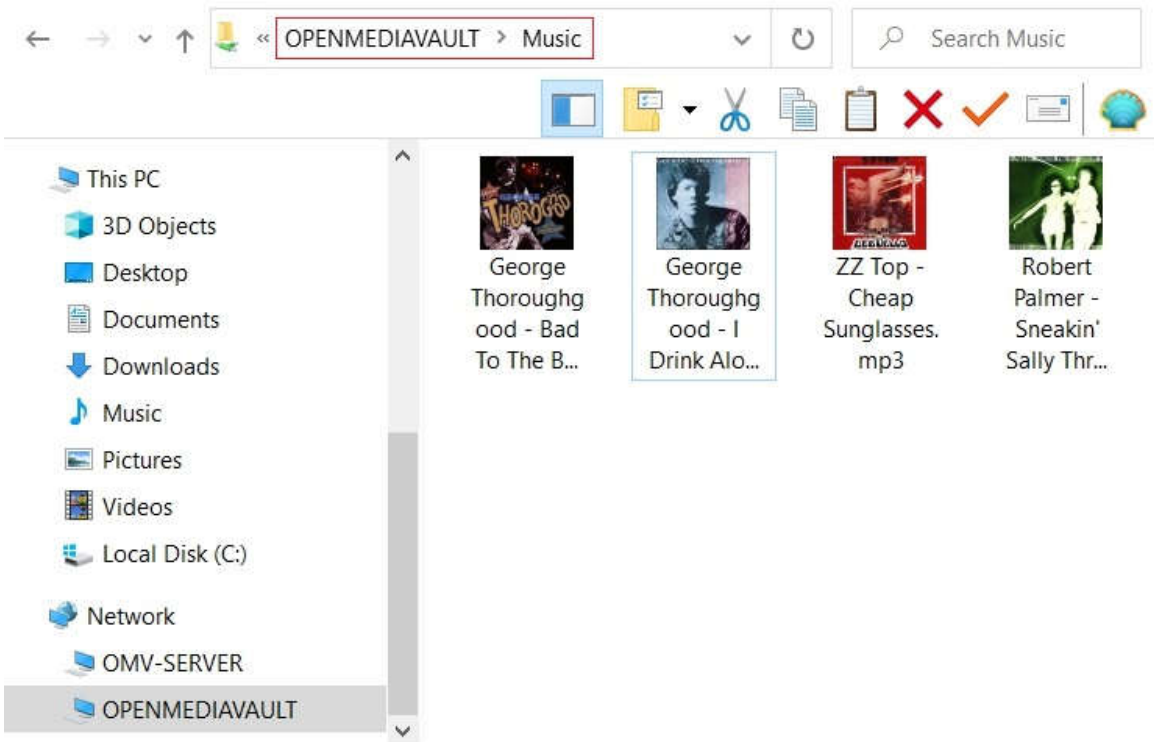 « OPENMEDIAVAULT > Music
Search Music
This PC
3D Objects
Desktop
Documents
Downloads
Music
Pictures
Videos
Local Disk (C:)
Network
OMV-SERVER
OPENMEDIAVAULT
THOROGOOD
George
Thoroughg
ood - Bad
To The B...
George
Thoroughg
ood - I
Drink Alo...
ZZ Top -
Cheap
Sunglasses.
mp3
Robert
Palmer -
Sneakin'
Sally Thr...